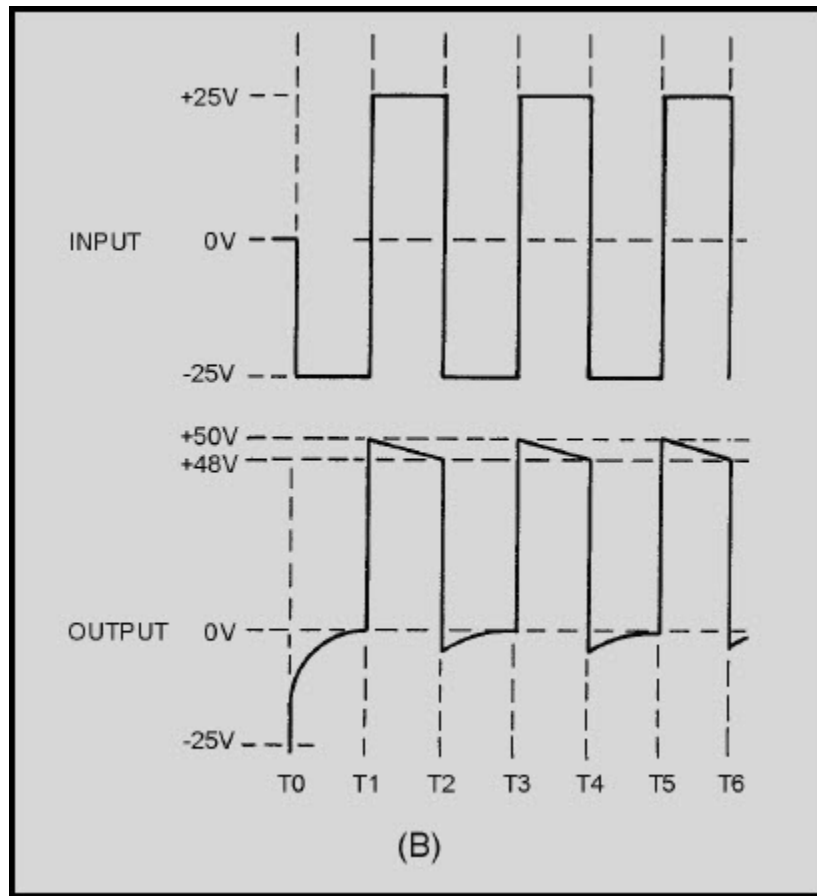 +25V
INPUT 0V
-25V
+50V
+48V
OUTPUT 0V
-25V
T0 T1 T2 T3 T4 T5 T6
(B)